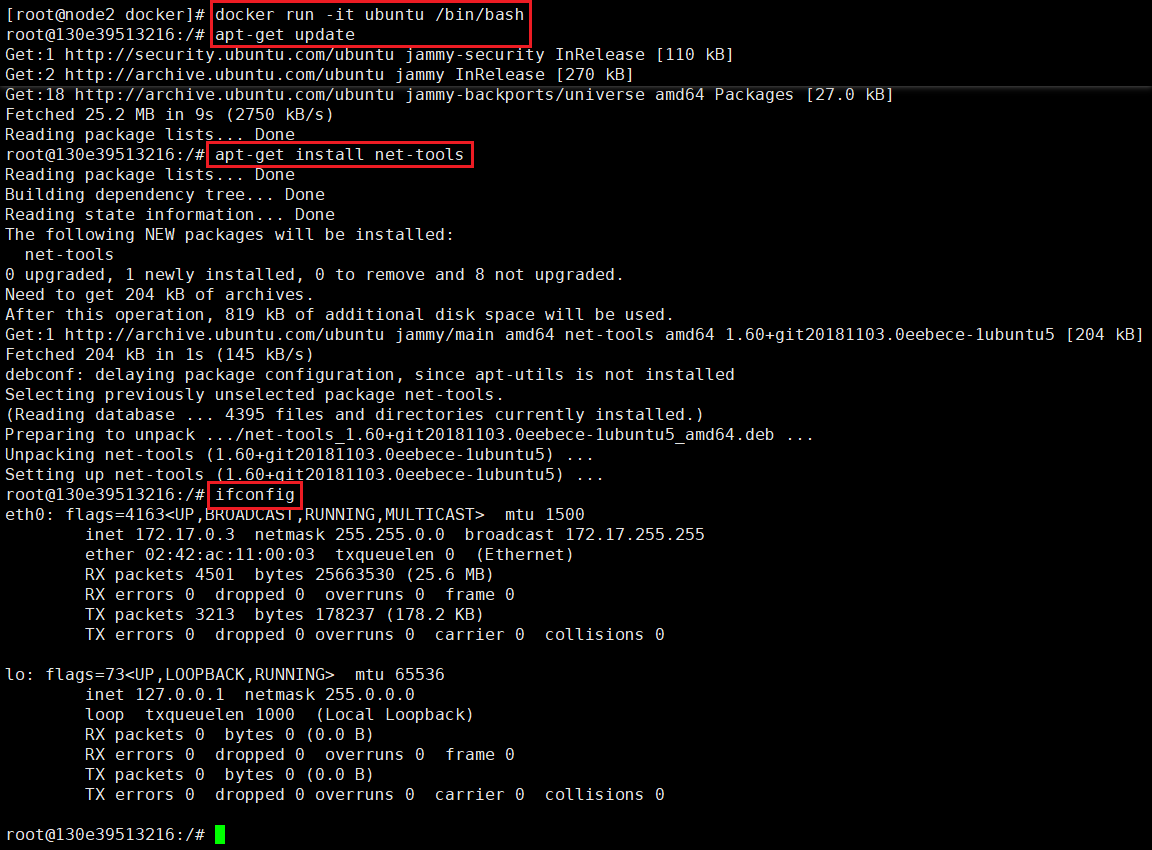 [root@node2 docker]# docker run -it ubuntu /bin/bash
root@130e39513216:/# apt-get update
Get:1 http://security.ubuntu.com/ubuntu jammy-security InRelease [110 kB]
Get:2 http://archive.ubuntu.com/ubuntu jammy InRelease [270 kB]
Get:18 http://archive.ubuntu.com/ubuntu jammy-backports/universe amd64 Packages [27.0 kB]
Fetched 25.2 MB in 9s (2750 kB/s)
Reading package lists... Done
root@130e39513216:/# apt-get install net-tools
Reading package lists... Done
Building dependency tree... Done
Reading state information... Done
The following NEW packages will be installed:
  net-tools
0 upgraded, 1 newly installed, 0 to remove and 8 not upgraded.
Need to get 204 kB of archives.
After this operation, 819 kB of additional disk space will be used.
Get:1 http://archive.ubuntu.com/ubuntu jammy/main amd64 net-tools amd64 1.60+git20181103.0eebece-1ubuntu5 [204 kB]
Fetched 204 kB in 1s (145 kB/s)
debconf: delaying package configuration, since apt-utils is not installed
Selecting previously unselected package net-tools.
(Reading database ... 4395 files and directories currently installed.)
Preparing to unpack .../net-tools_1.60+git20181103.0eebece-1ubuntu5_amd64.deb ...
Unpacking net-tools (1.60+git20181103.0eebece-1ubuntu5) ...
Setting up net-tools (1.60+git20181103.0eebece-1ubuntu5) ...
root@130e39513216:/# ifconfig
eth0: flags=4163<UP,BROADCAST,RUNNING,MULTICAST>  mtu 1500
        inet 172.17.0.3  netmask 255.255.0.0  broadcast 172.17.255.255
        ether 02:42:ac:11:00:03  txqueuelen 0  (Ethernet)
        RX packets 4501  bytes 25663530 (25.6 MB)
        RX errors 0  dropped 0  overruns 0  frame 0
        TX packets 3213  bytes 178237 (178.2 KB)
        TX errors 0  dropped 0 overruns 0  carrier 0  collisions 0
lo: flags=73<UP,LOOPBACK,RUNNING>  mtu 65536
        inet 127.0.0.1  netmask 255.0.0.0
        loop  txqueuelen 1000  (Local Loopback)
        RX packets 0  bytes 0 (0.0 B)
        RX errors 0  dropped 0  overruns 0  frame 0
        TX packets 0  bytes 0 (0.0 B)
        TX errors 0  dropped 0 overruns 0  carrier 0  collisions 0
root@130e39513216:/#